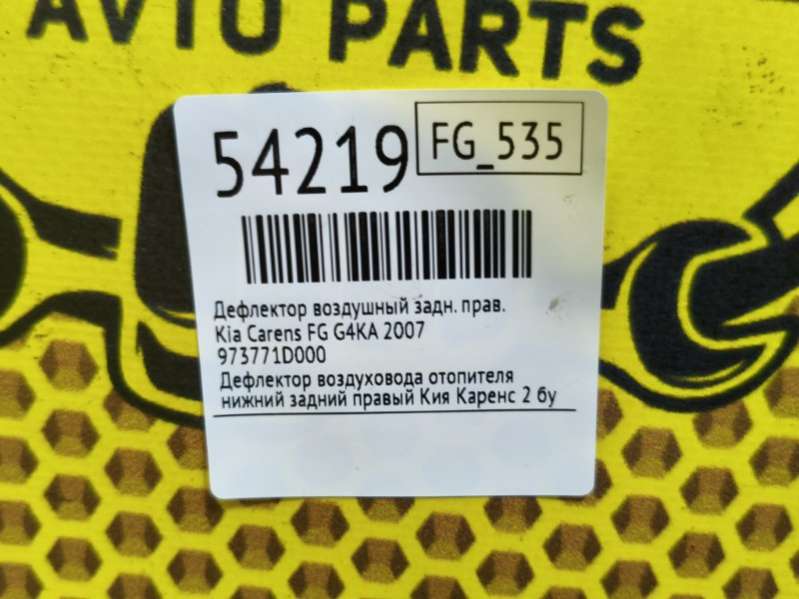 AVTO PARTS
54219
FG_535
Дефлектор воздушный задн. прав.
Kia Carens FG G4KA 2007
973771D000
Дефлектор воздуховода отопителя
нижний задний правый Кия Каренс 2 бу